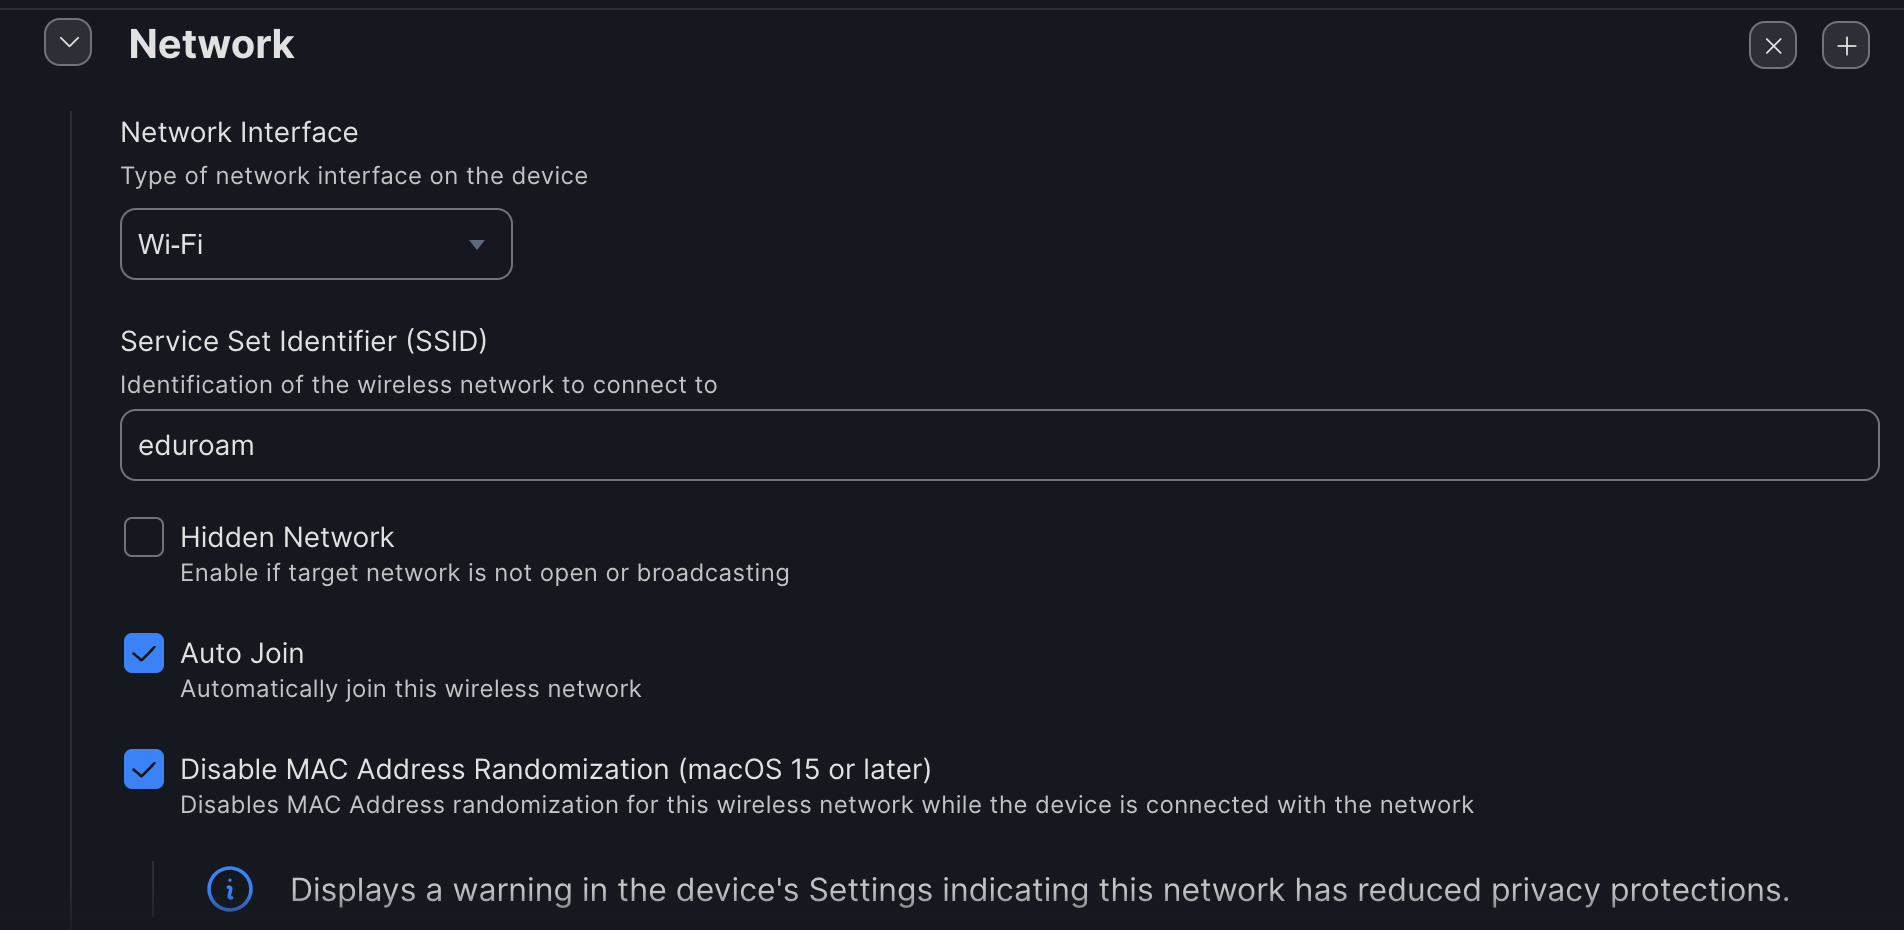 Network
Network Interface
Type of network interface on the device
Wi-Fi
Service Set Identifier (SSID)
Identification of the wireless network to connect to
eduroam
Hidden Network
Enable if target network is not open or broadcasting
Auto Join
Automatically join this wireless network
Disable MAC Address Randomization (macOS 15 or later)
Disables MAC Address randomization for this wireless network while the device is connected with the network
Displays a warning in the device's Settings indicating this network has reduced privacy protections.